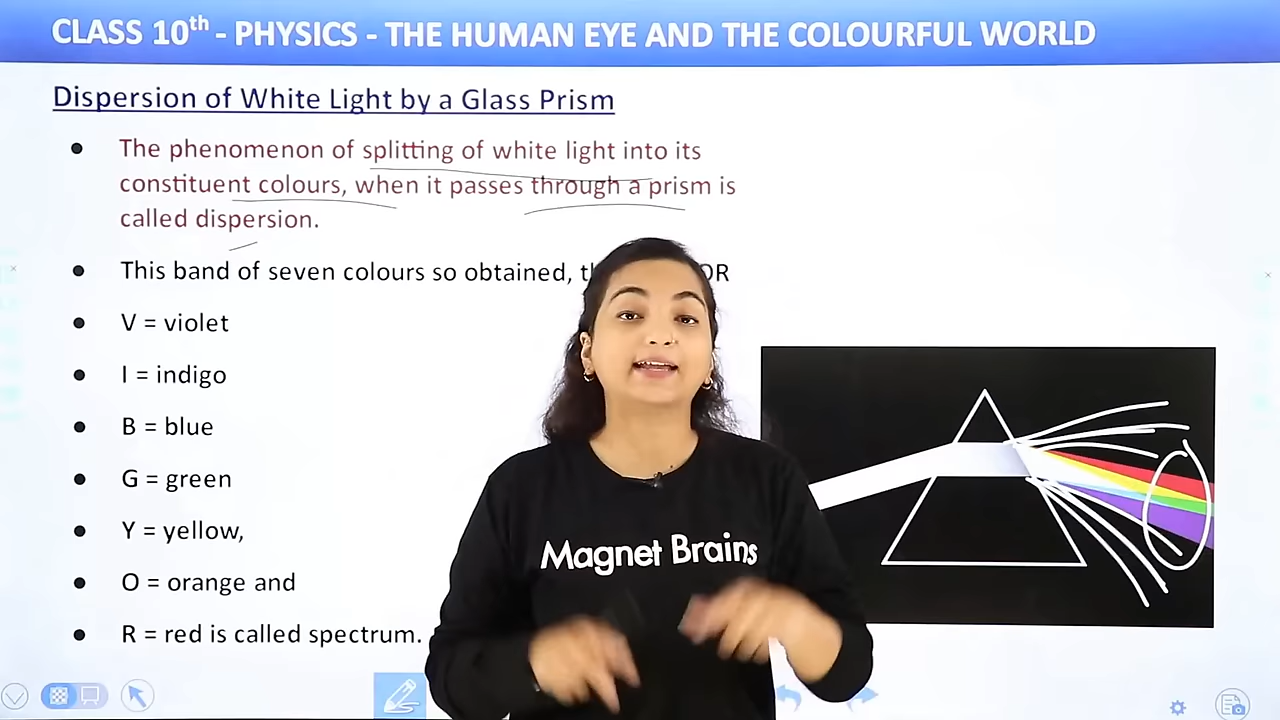 CLASS 10th - PHYSICS - THE HUMAN EYE AND THE COLOURFUL WORLD
Dispersion of White Light by a Glass Prism
The phenomenon of splitting of white light into its
constituent colours, when it passes through a prism is
called dispersion.
This band of seven colours so obtained, OR
V = violet
I = indigo
B = blue
G = green
Y = yellow,
O = orange and
R = red is called spectrum.
Magnet Brains